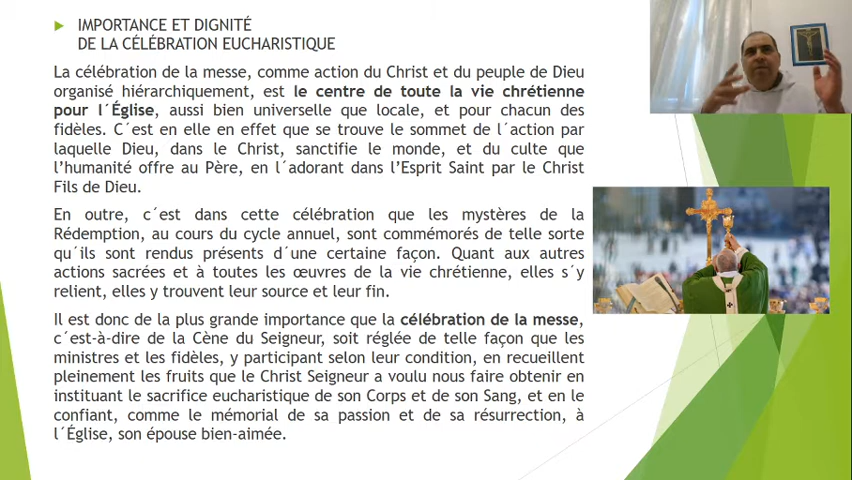 IMPORTANCE ET DIGNITÉ
DE LA CÉLÉBRATION EUCHARISTIQUE
La célébration de la messe, comme action du Christ et du peuple de Dieu
organisé hiérarchiquement, est le centre de toute la vie chrétienne
pour l´Église, aussi bien universelle que locale, et pour chacun des
fidèles. C´est en elle en effet que se trouve le sommet de l´action par
laquelle Dieu, dans le Christ, sanctifie le monde, et du culte que
l’humanité offre au Père, en l´adorant dans l’Esprit Saint par le Christ
Fils de Dieu.
En outre, c´est dans cette célébration que les mystères de la
Rédemption, au cours du cycle annuel, sont commémorés de telle sorte
qu´ils sont rendus présents d´une certaine façon. Quant aux autres
actions sacrées et à toutes les œuvres de la vie chrétienne, elles s´y
relient, elles y trouvent leur source et leur fin.
Il est donc de la plus grande importance que la célébration de la messe,
c´est-à-dire de la Cène du Seigneur, soit réglée de telle façon que les
ministres et les fidèles, y participant selon leur condition, en recueillent
pleinement les fruits que le Christ Seigneur a voulu nous faire obtenir en
instituant le sacrifice eucharistique de son Corps et de son Sang, et en le
confiant, comme le mémorial de sa passion et de sa résurrection, à
l´Église, son épouse bien-aimée.